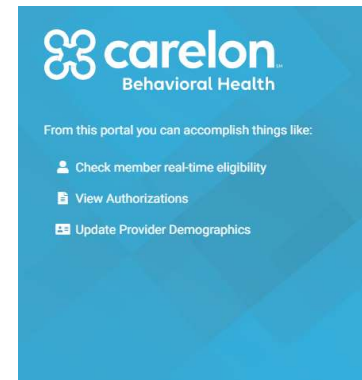 carelon
Behavioral Health
From this portal you can accomplish things like:
Check member real-time eligibility
View Authorizations
Update Provider Demographics